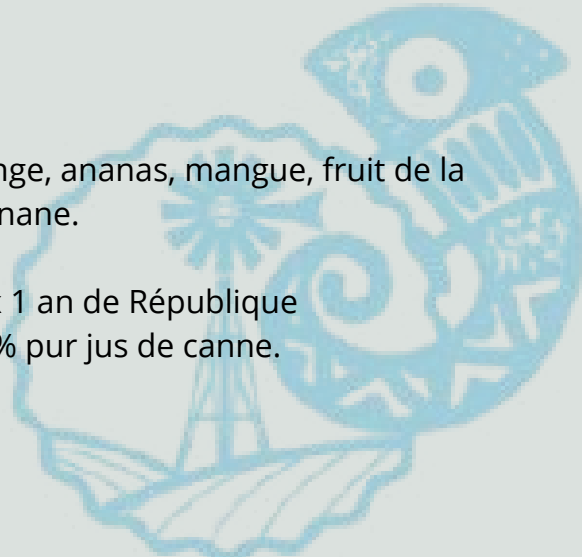 nge, ananas, mangue, fruit de la
nane.
1 an de République
% pur jus de canne.